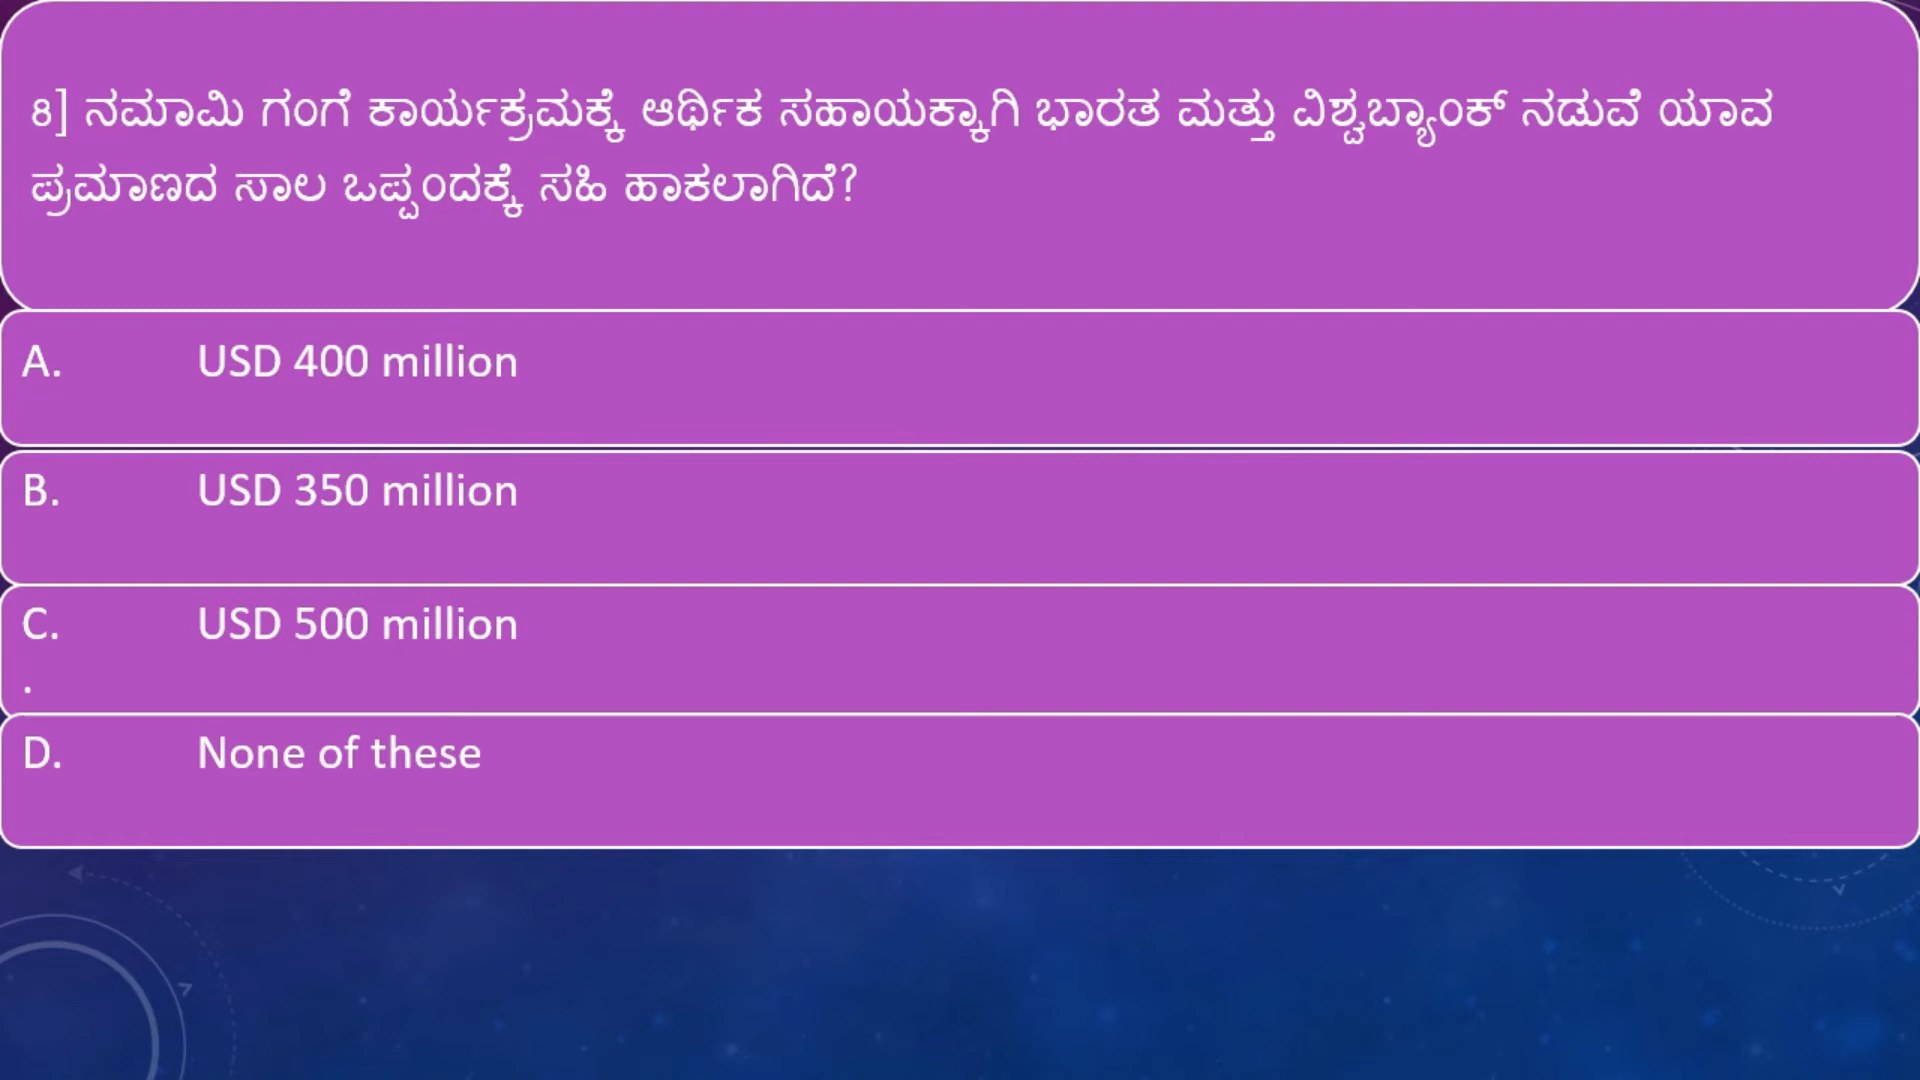 8] ನಮಾಮಿ ಗಂಗೆ ಕಾರ್ಯಕ್ರಮಕ್ಕೆ ಆರ್ಥಿಕ ಸಹಾಯಕ್ಕಾಗಿ ಭಾರತ ಮತ್ತು ವಿಶ್ವಬ್ಯಾಂಕ್ ನಡುವೆ ಯಾವ
ಪ್ರಮಾಣದ ಸಾಲ ಒಪ್ಪಂದಕ್ಕೆ ಸಹಿ ಹಾಕಲಾಗಿದೆ?
A. USD 400 million
B. USD 350 million
C. USD 500 million
.
D. None of these